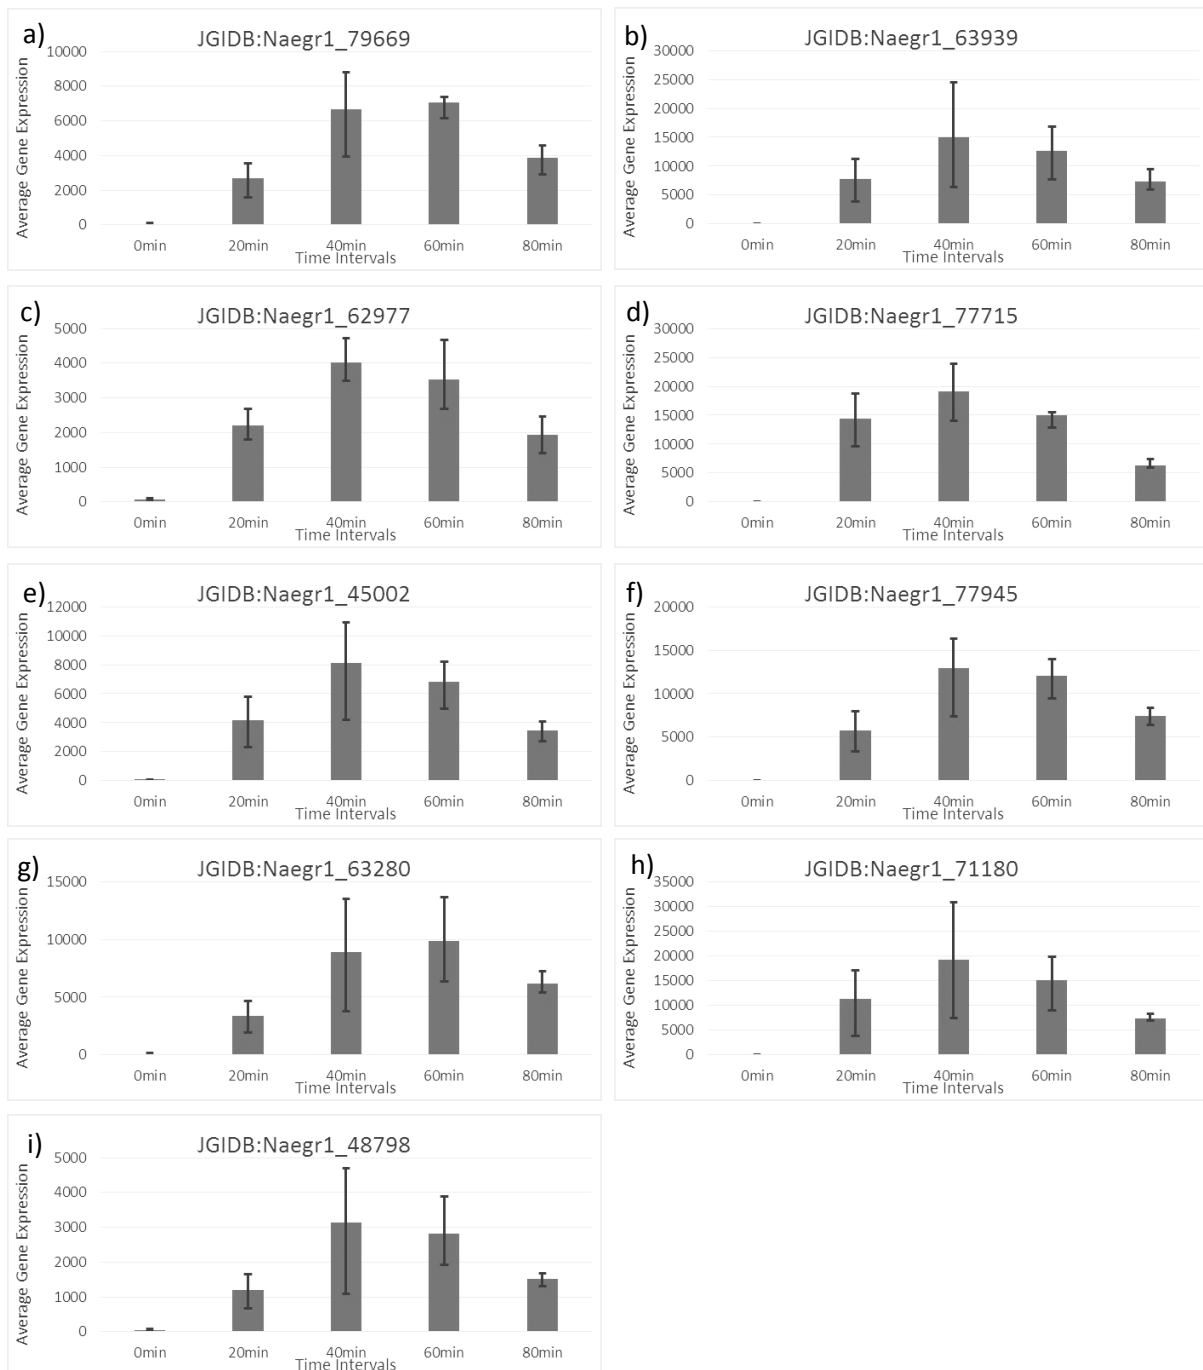 a)
JGIDB:Naegr1_79669
Average Gene Expression
10000
8000
6000
4000
2000
0
0min 20min 40min 60min 80min
Time Intervals
b)
JGIDB:Naegr1_63939
Average Gene Expression
30000
25000
20000
15000
10000
5000
0
0min 20min 40min 60min 80min
Time Intervals
c)
JGIDB:Naegr1_62977
Average Gene Expression
5000
4000
3000
2000
1000
0
0min 20min 40min 60min 80min
Time Intervals
d)
JGIDB:Naegr1_77715
Average Gene Expression
30000
25000
20000
15000
10000
5000
0
0min 20min 40min 60min 80min
Time Intervals
e)
JGIDB:Naegr1_45002
Average Gene Expression
12000
10000
8000
6000
4000
2000
0
0min 20min 40min 60min 80min
Time Intervals
f)
JGIDB:Naegr1_77945
Average Gene Expression
20000
15000
10000
5000
0
0min 20min 40min 60min 80min
Time Intervals
g)
JGIDB:Naegr1_63280
Average Gene Expression
15000
10000
5000
0
0min 20min 40min 60min 80min
Time Intervals
h)
JGIDB:Naegr1_71180
Average Gene Expression
35000
30000
25000
20000
15000
10000
5000
0
0min 20min 40min 60min 80min
Time Intervals
i)
JGIDB:Naegr1_48798
Average Gene Expression
5000
4000
3000
2000
1000
0
0min 20min 40min 60min 80min
Time Intervals